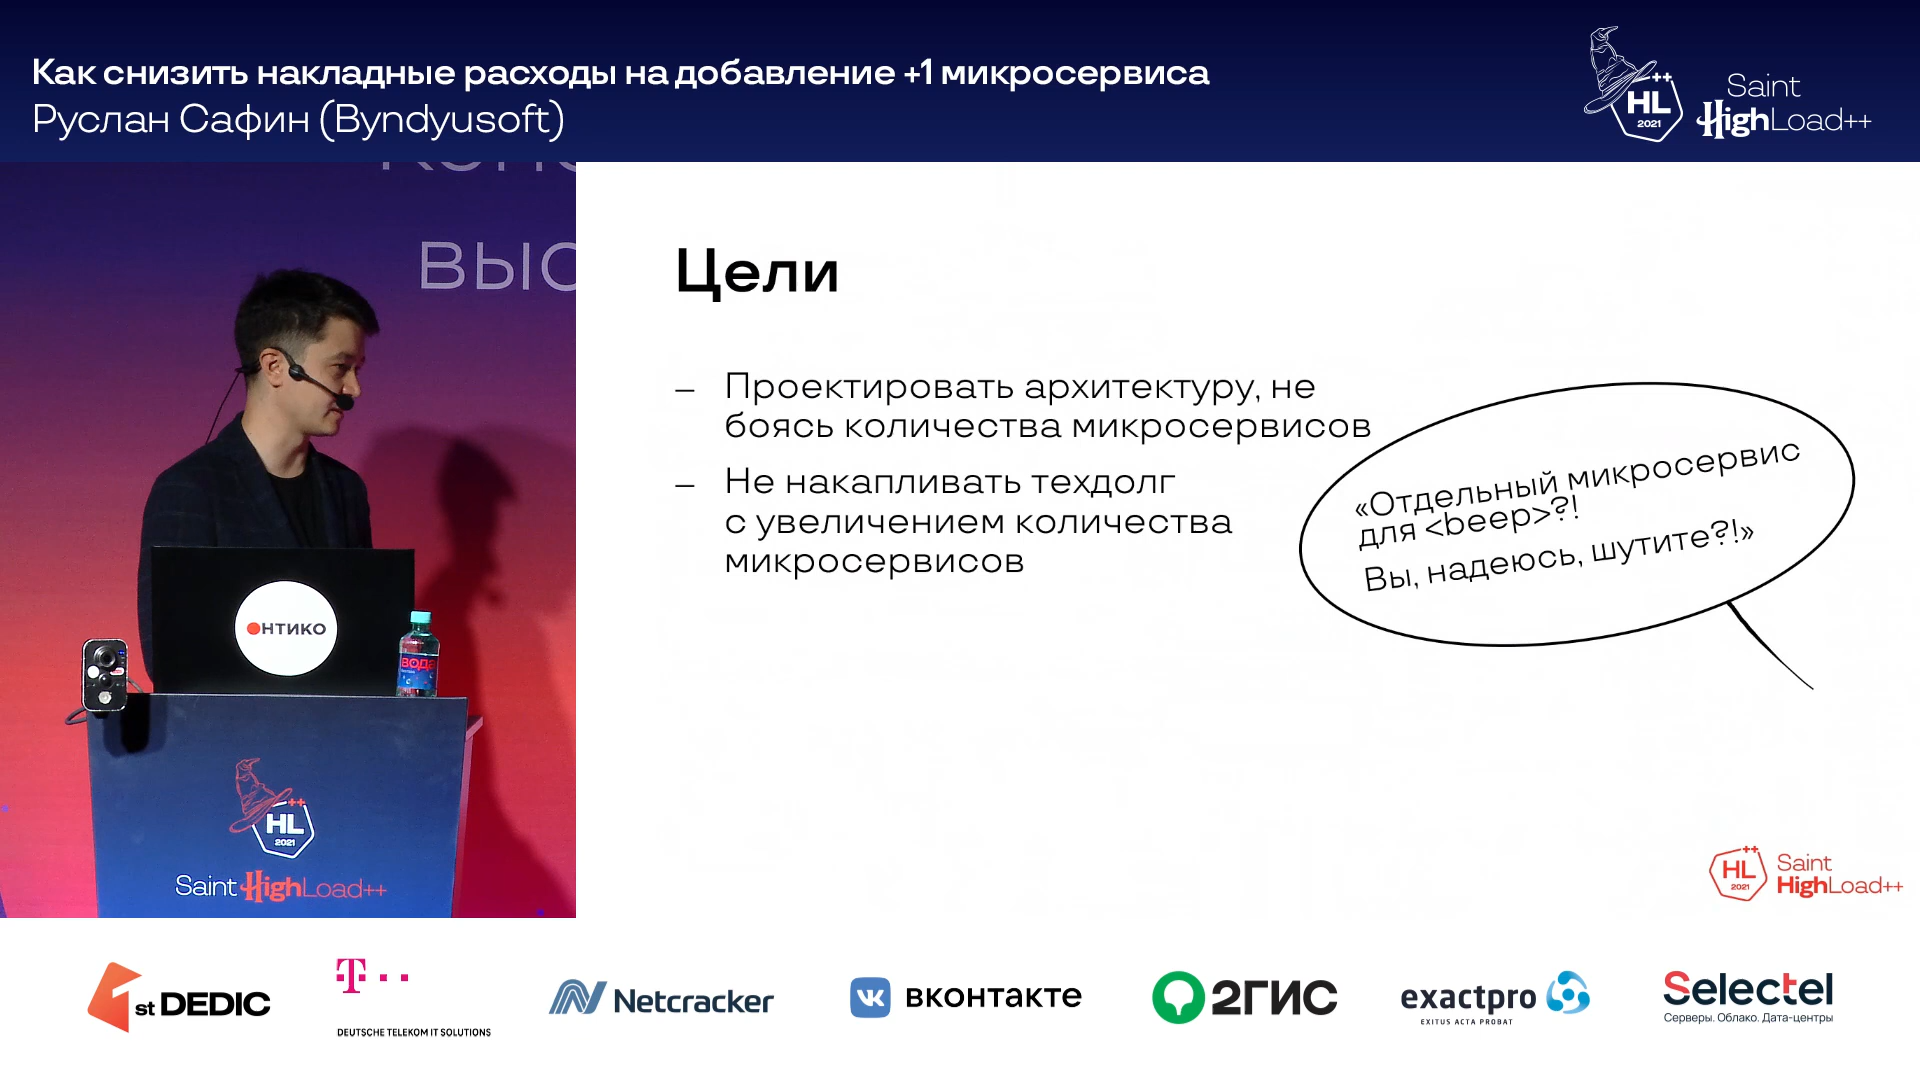 Как снизить накладные расходы на добавление +1 микросервиса
Руслан Сафин (Byndyusoft)
HL++
2021
Saint
HighLoad++
выс
Цели
– Проектировать архитектуру, не
боясь количества микросервисов
– Не накапливать техдолг
с увеличением количества
микросервисов
«Отдельный микросервис
для <beep>?!
Вы, надеюсь, шутите?!»
ОНТИКО
ВОДА
HL++
2021
Saint HighLoad++
HL++
2021
Saint
HighLoad++
1st DEDIC
T
DEUTSCHE TELEKOM IT SOLUTIONS
Netcracker
вконтакте
2ГИС
exactpro
EXITUS ACTA PROBAT
Selectel
Серверы. Облако. Дата-центры